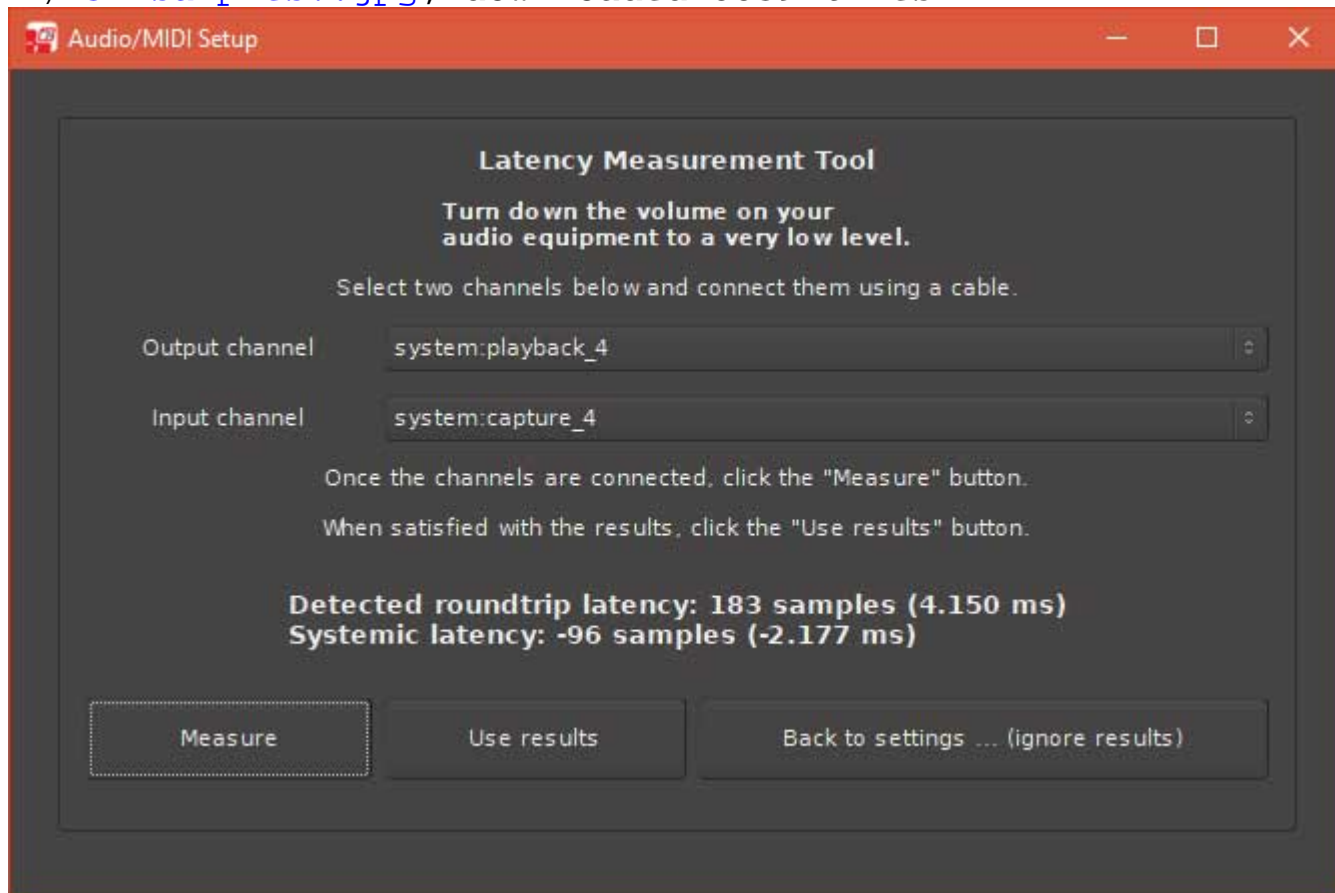 Audio/MIDI Setup
Latency Measurement Tool
Turn down the volume on your
audio equipment to a very low level.
Select two channels below and connect them using a cable.
Output channel system:playback_4
Input channel system:capture_4
Once the channels are connected, click the "Measure" button.
When satisfied with the results, click the "Use results" button.
Detected roundtrip latency: 183 samples (4.150 ms)
Systemic latency: -96 samples (-2.177 ms)
Measure Use results Back to settings ... (ignore results)